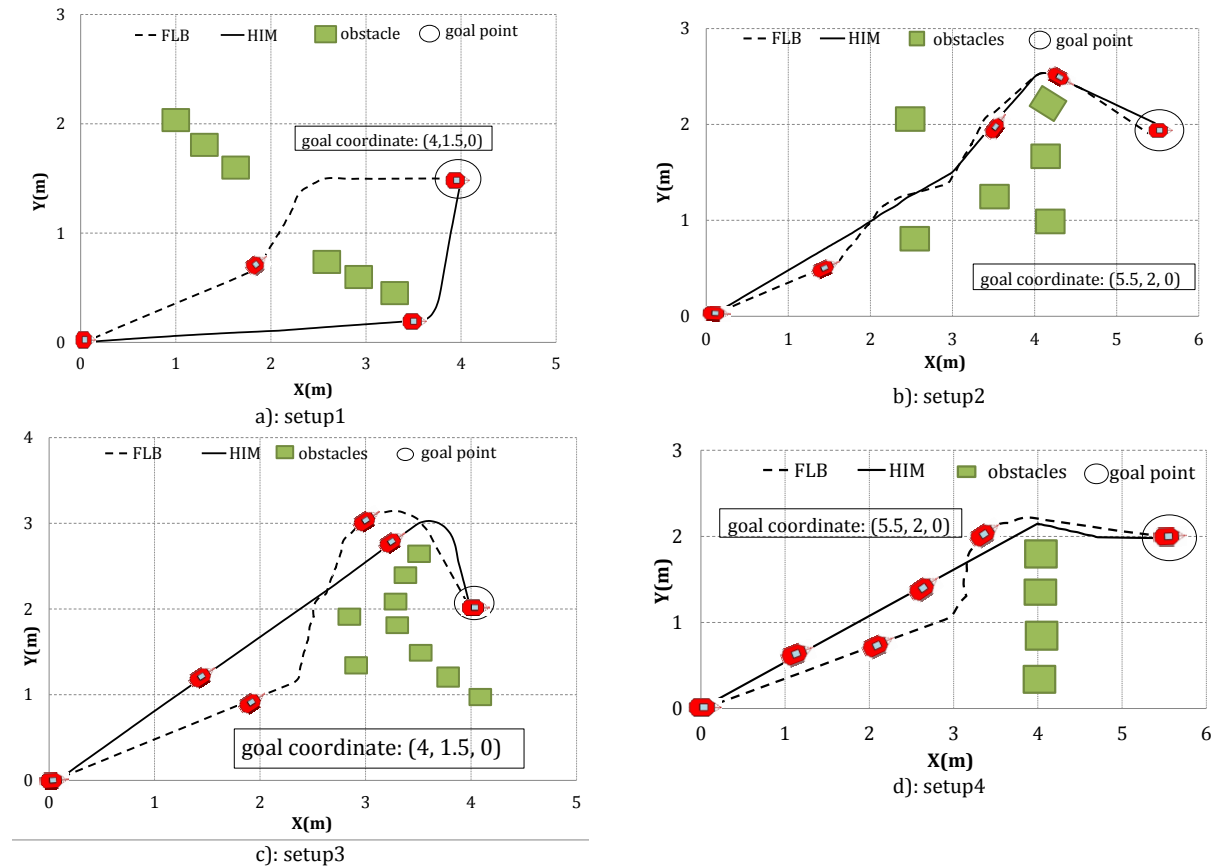 3
FLB HIM obstacle goal point
2
goal coordinate: (4,1.5,0)
Y(m)
1
0
0 1 2 3 4 5
X(m)
a): setup1
3
FLB HIM obstacles goal point
2
Y(m)
1
goal coordinate: (5.5, 2, 0)
0
0 1 2 3 4 5 6
X(m)
b): setup2
4
FLB HIM obstacles goal point
3
Y(m)
2
1
goal coordinate: (4, 1.5, 0)
0
0 1 2 3 4 5
X(m)
c): setup3
3
FLB HIM obstacles goal point
goal coordinate: (5.5, 2, 0)
2
Y(m)
1
0
0 1 2 3 4 5 6
X(m)
d): setup4